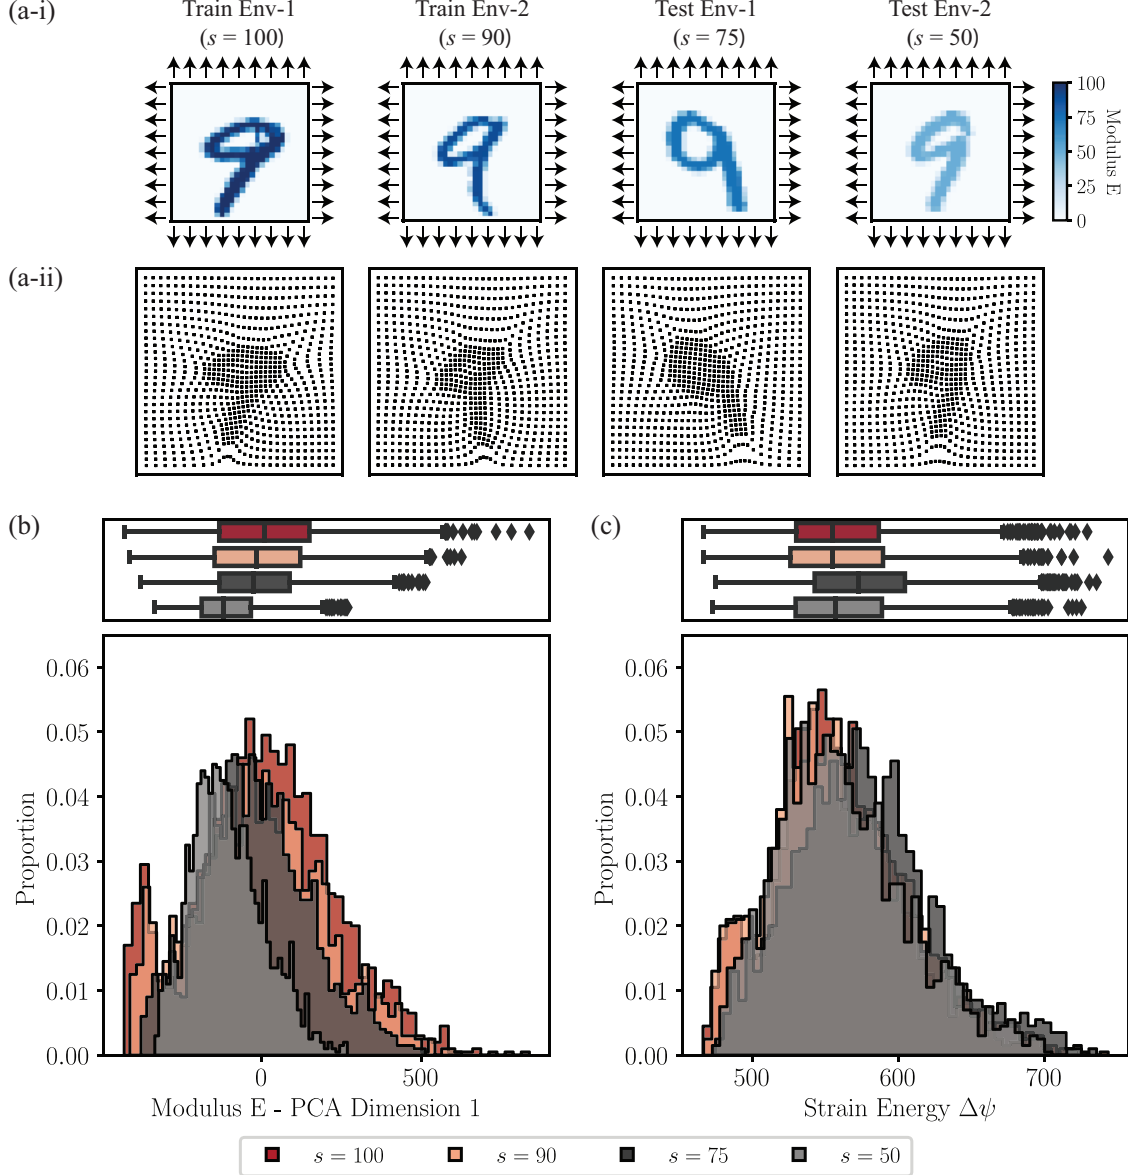 (a-i)
Train Env-1
(s = 100)
Train Env-2
(s = 90)
Test Env-1
(s = 75)
Test Env-2
(s = 50)
100
75
50
25
0
Modulus E
(a-ii)
(b)
(c)
0.06
0.05
0.04
0.03
0.02
0.01
0.00
Proportion
0
500
Modulus E - PCA Dimension 1
0.06
0.05
0.04
0.03
0.02
0.01
0.00
Proportion
500
600
700
Strain Energy Δψ
s = 100
s = 90
s = 75
s = 50